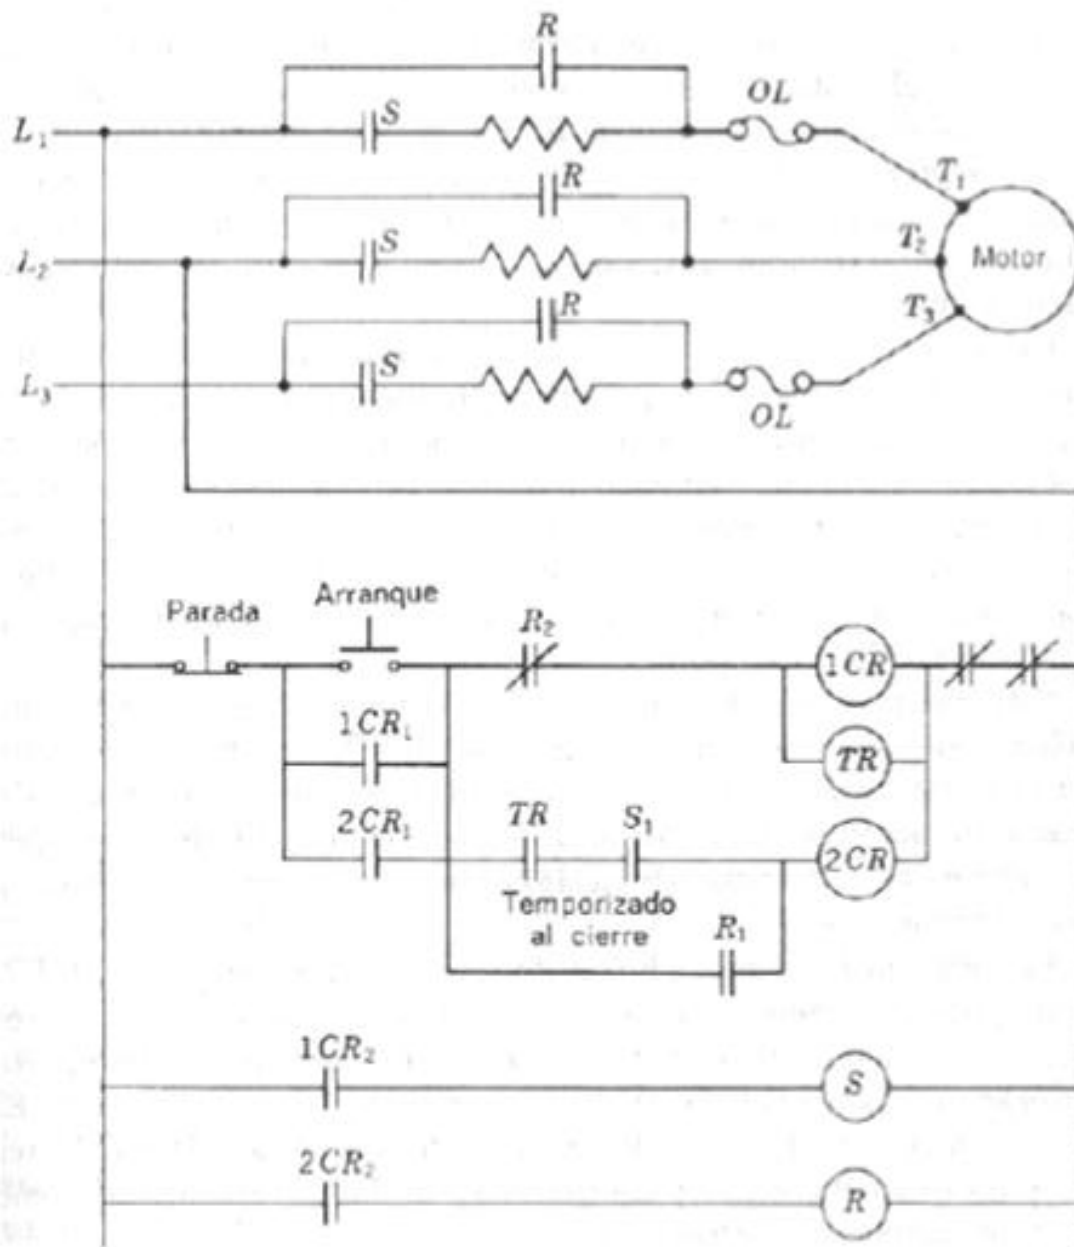 R
L₁
S
OL
T₁
R
L₂
S
T₂
Motor
R
T₃
L₃
S
OL
Parada
Arranque
R₂
1CR
1CR₁
TR
2CR₁
TR
S₁
2CR
Temporizado
al cierre
R₁
1CR₂
S
2CR₂
R